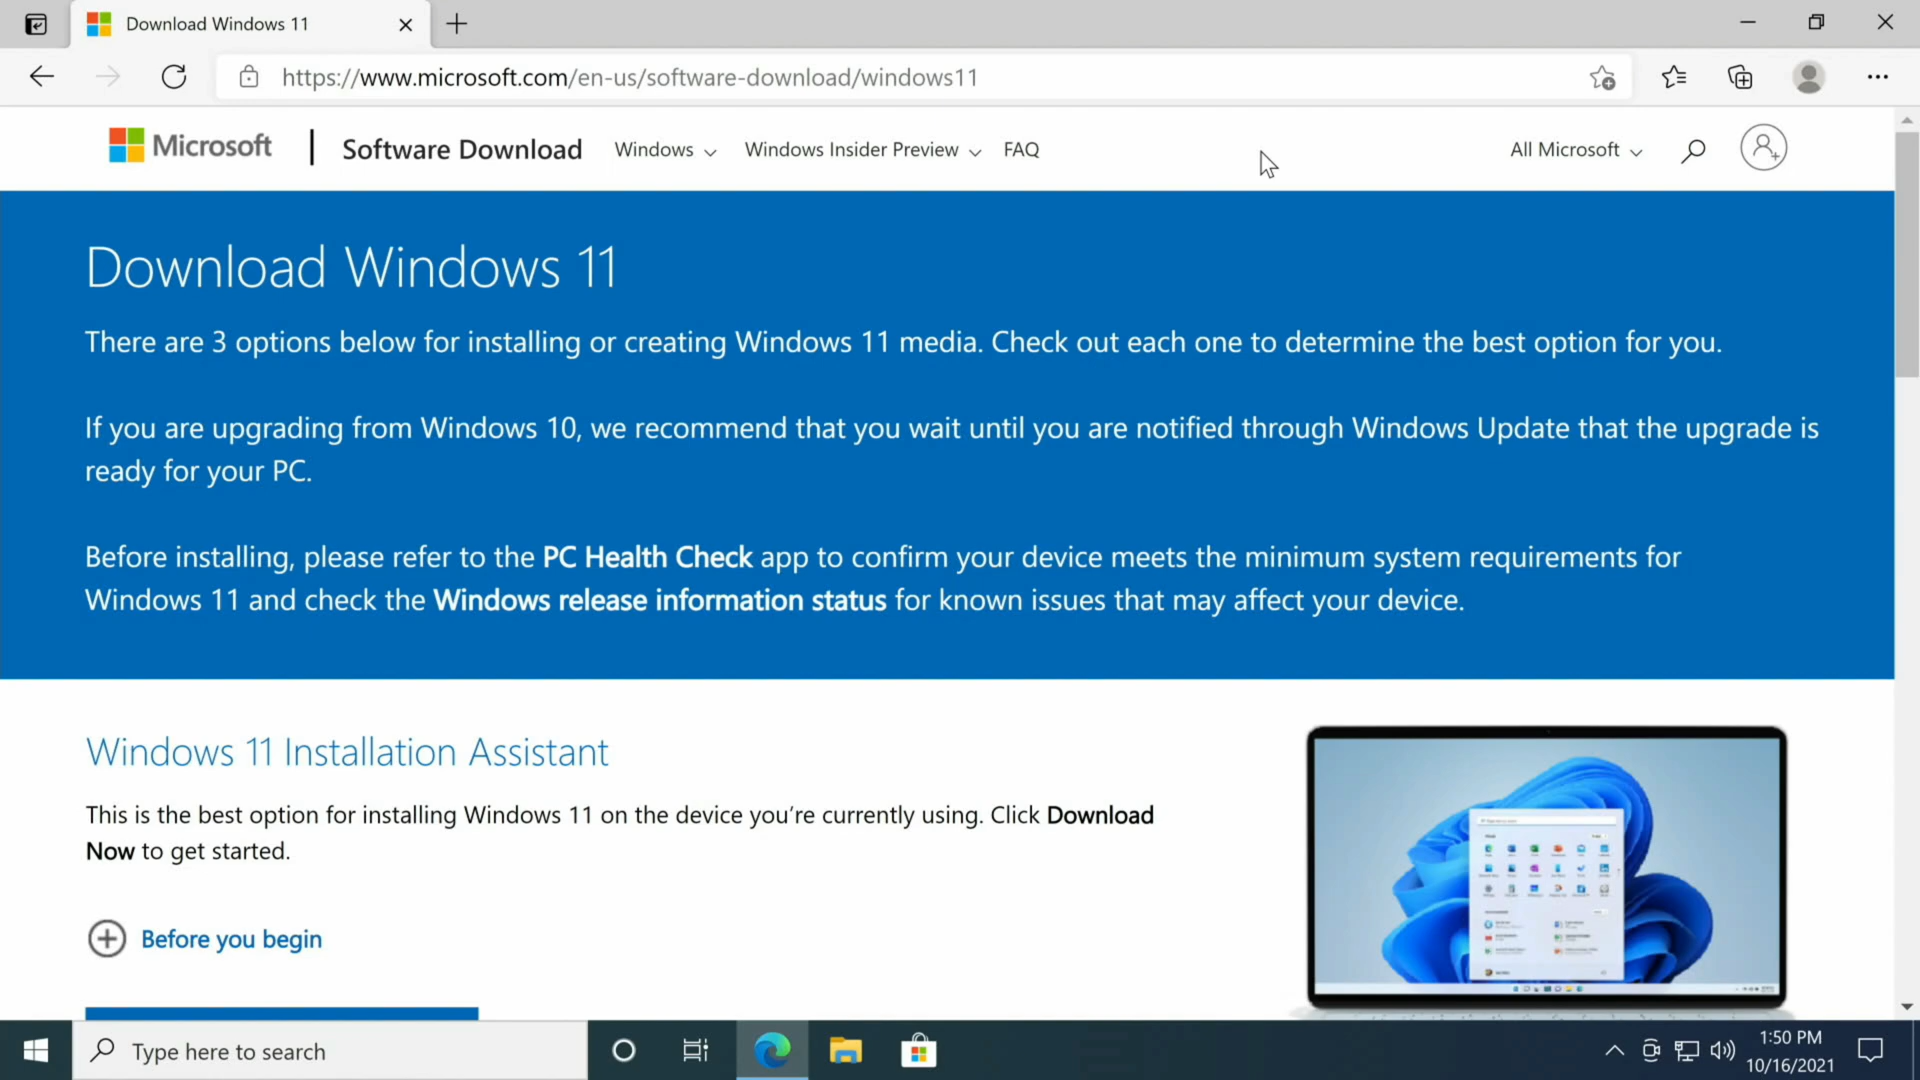 Download Windows 11
https://www.microsoft.com/en-us/software-download/windows11
Microsoft | Software Download Windows Windows Insider Preview FAQ All Microsoft
Download Windows 11
There are 3 options below for installing or creating Windows 11 media. Check out each one to determine the best option for you.
If you are upgrading from Windows 10, we recommend that you wait until you are notified through Windows Update that the upgrade is
ready for your PC.
Before installing, please refer to the PC Health Check app to confirm your device meets the minimum system requirements for
Windows 11 and check the Windows release information status for known issues that may affect your device.
Windows 11 Installation Assistant
This is the best option for installing Windows 11 on the device you’re currently using. Click Download
Now to get started.
Before you begin
Type here to search
1:50 PM
10/16/2021